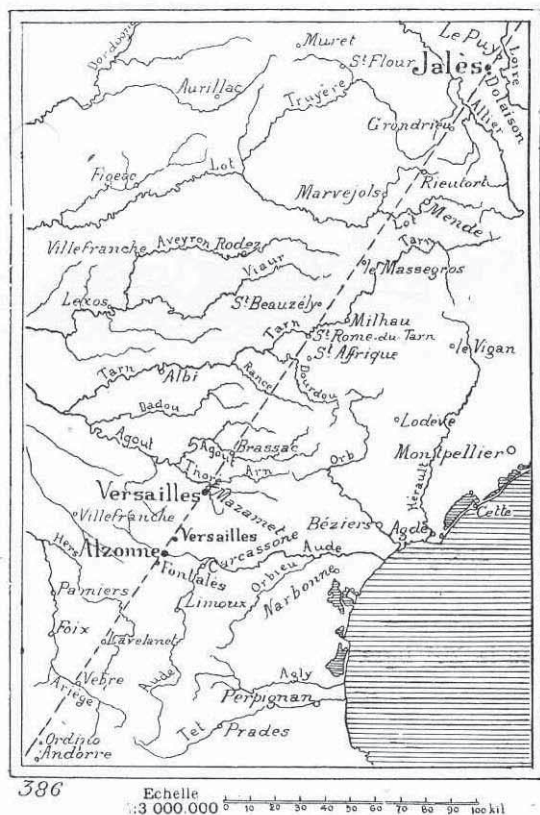 Dordogne
Muret
St Flour
Le Puy
Loire
Jalès
Dolaison
Aurillac
Truyère
Allier
Grondrieu
Figeac
Lot
Rieutort
Marvejols
Lot
Mende
Tarn
Villefranche
Aveyron
Rodez
Viaur
le Massegros
Lexos
St Beauzély
Milhau
Tarn
St Rome-du Tarn
St Affrique
le Vigan
Tarn
Albi
Rance
Dourdou
Dadou
Lodève
Agout
Agout
Brassac
Orb
Montpellier
Thoré
Arn
Hérault
Versailles
Mazamet
Villefranche
Béziers
Agde
Cette
Versailles
Hers
Alzonne
Carcassonne
Aude
Fontalès
Orbieu
Pamiers
Limoux
Narbonne
Foix
Lavelanet
Aude
Agly
Ariège
Vèbre
Perpignan
Tet
Prades
Ordino
Andorre
386
Echelle
1:3 000.000
0 10 20 30 40 50 60 70 80 90 100 kil